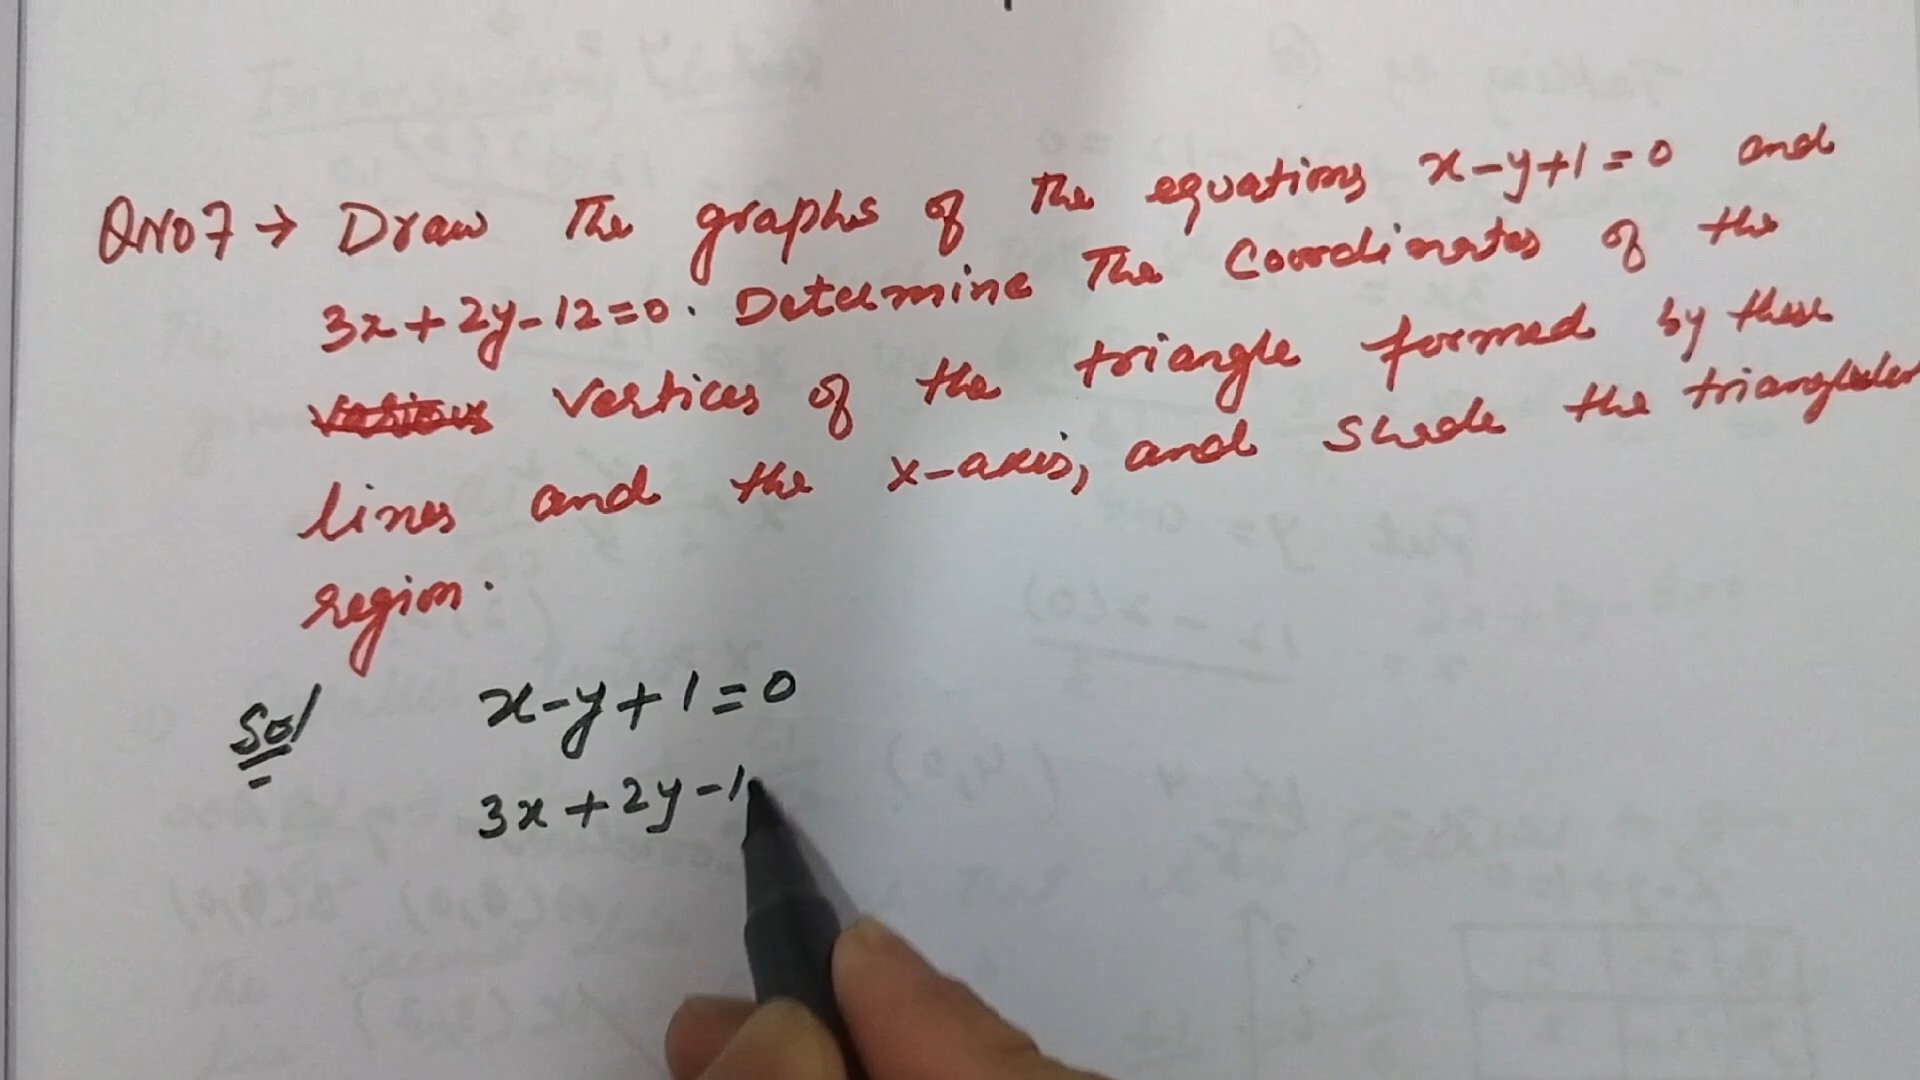 QNO7 → Draw The graphs of the equations x-y+1=0 and
3x+2y-12=0. Determine The Coordinates of the
vertices of the triangle formed by these
lines and the x-axis, and shade the
region.
Sol x-y+1=0
3x+2y-1